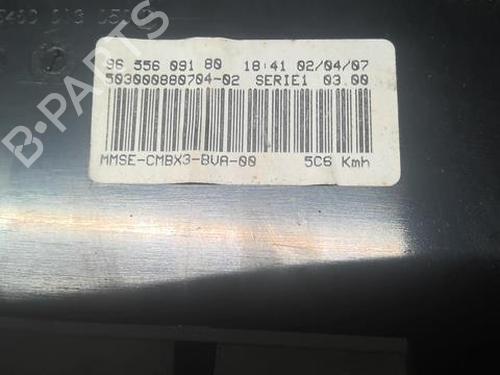 96 556 091 80 18:41 02/04/07
503000880704-02 SERIE1 03.00
MMSE-CMBX3-BVA-00 5C6 Kmh
B-PARTS